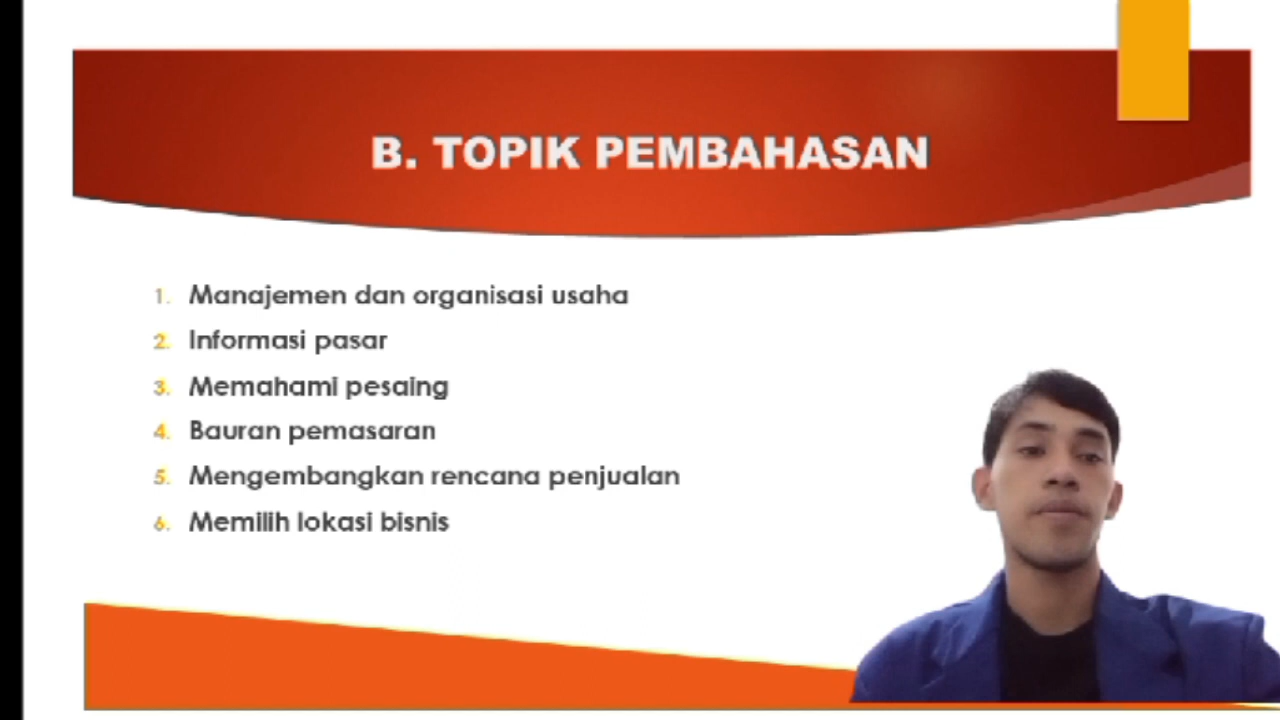 B. TOPIK PEMBAHASAN
1. Manajemen dan organisasi usaha
2. Informasi pasar
3. Memahami pesaing
4. Bauran pemasaran
5. Mengembangkan rencana penjualan
6. Memilih lokasi bisnis